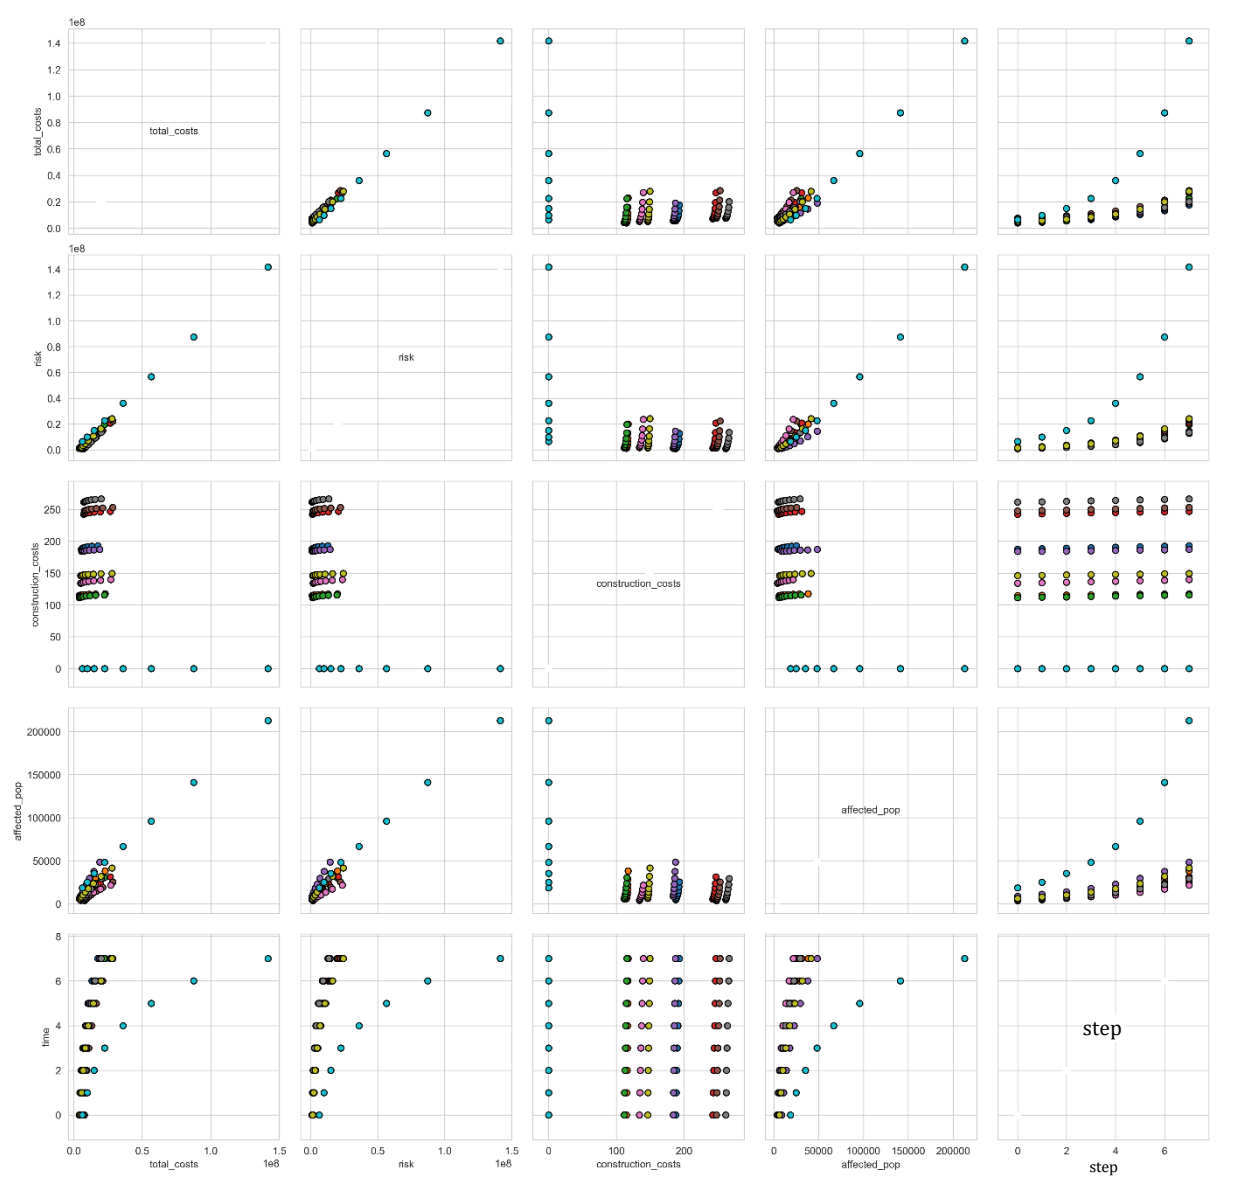 1e8
1.4
1.2
1.0
0.8
0.6
0.4
0.2
0.0
total_costs
total_costs
1e8
1.4
1.2
1.0
0.8
0.6
0.4
0.2
0.0
risk
risk
250
200
150
100
50
0
construction_costs
construction_costs
200000
150000
100000
50000
0
affected_pop
affected_pop
8
6
4
2
0
time
step
0.0 0.5 1.0 1.5
total_costs 1e8
0.0 0.5 1.0 1.5
risk 1e8
0 100 200
construction_costs
0 50000 100000 150000 200000
affected_pop
0 2 4 6
step